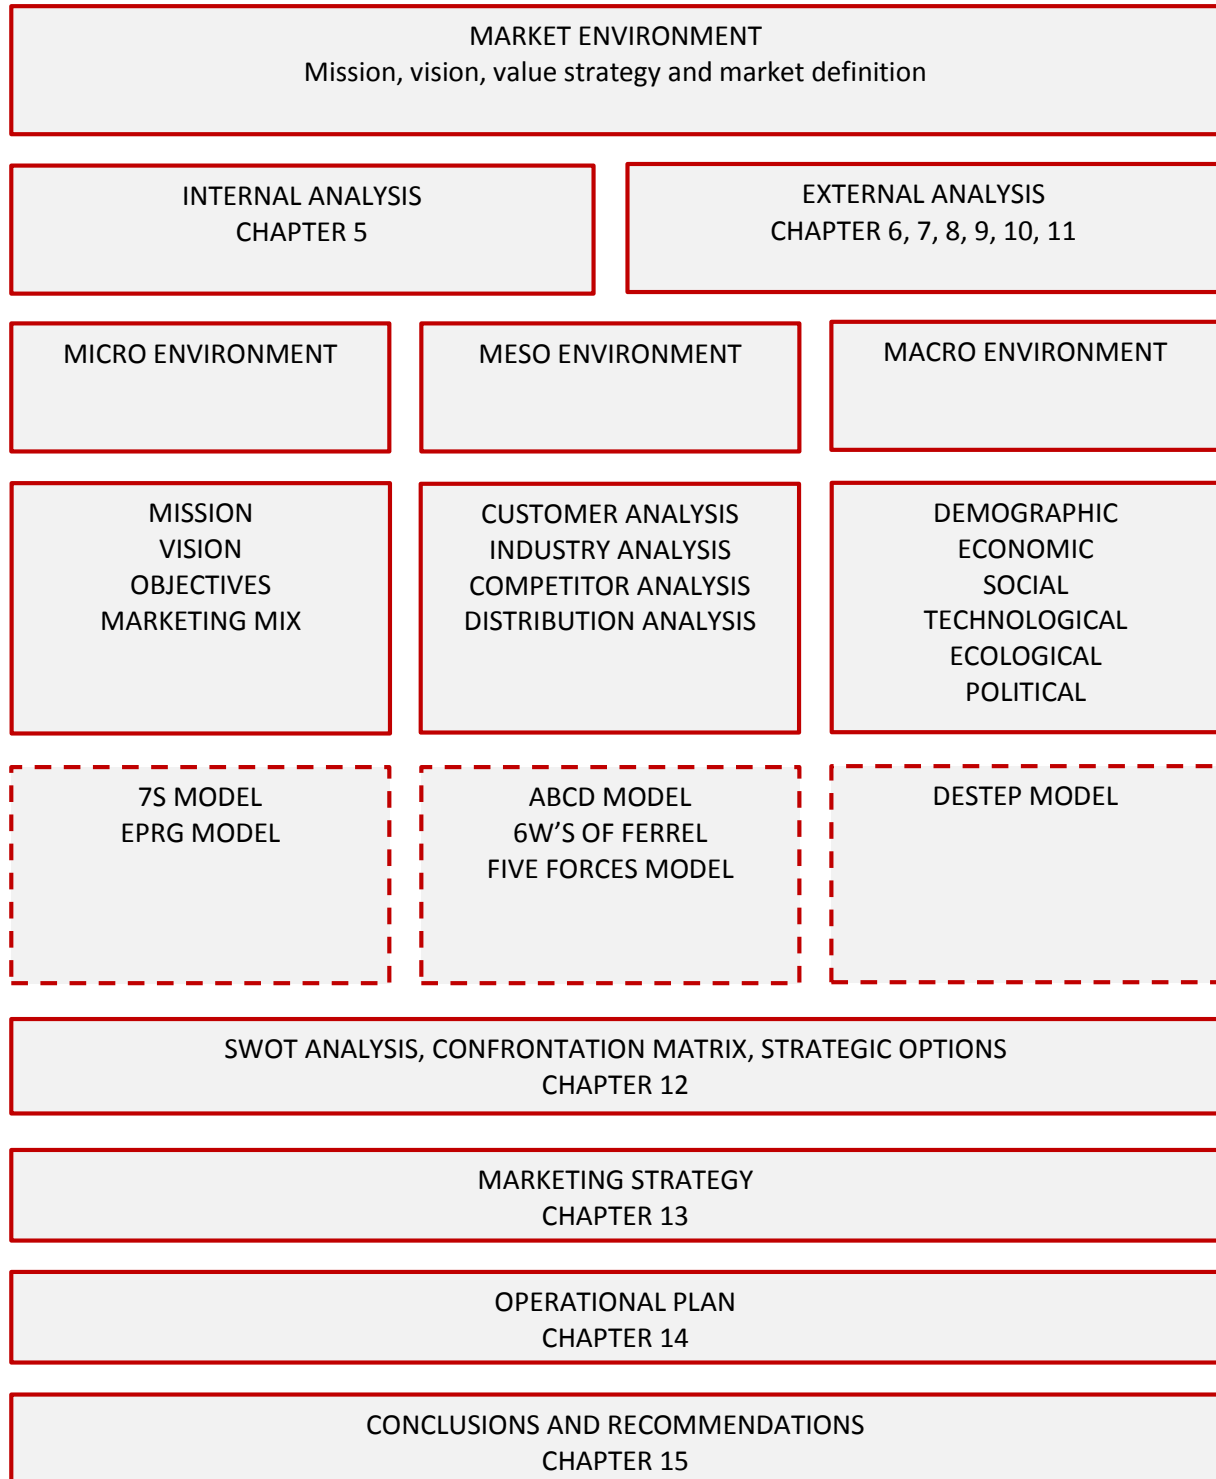 MARKET ENVIRONMENT
Mission, vision, value strategy and market definition
INTERNAL ANALYSIS
CHAPTER 5
EXTERNAL ANALYSIS
CHAPTER 6, 7, 8, 9, 10, 11
MICRO ENVIRONMENT
MESO ENVIRONMENT
MACRO ENVIRONMENT
MISSION
VISION
OBJECTIVES
MARKETING MIX
CUSTOMER ANALYSIS
INDUSTRY ANALYSIS
COMPETITOR ANALYSIS
DISTRIBUTION ANALYSIS
DEMOGRAPHIC
ECONOMIC
SOCIAL
TECHNOLOGICAL
ECOLOGICAL
POLITICAL
7S MODEL
EPRG MODEL
ABCD MODEL
6W’S OF FERREL
FIVE FORCES MODEL
DESTEP MODEL
SWOT ANALYSIS, CONFRONTATION MATRIX, STRATEGIC OPTIONS
CHAPTER 12
MARKETING STRATEGY
CHAPTER 13
OPERATIONAL PLAN
CHAPTER 14
CONCLUSIONS AND RECOMMENDATIONS
CHAPTER 15